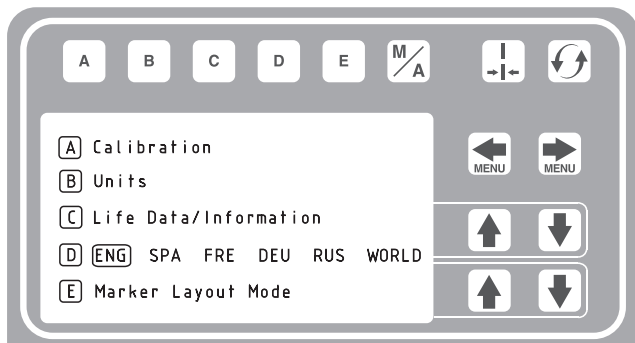 A B C D E M/A
MENU MENU
A Calibration
B Units
C Life Data/Information
D ENG SPA FRE DEU RUS WORLD
E Marker Layout Mode